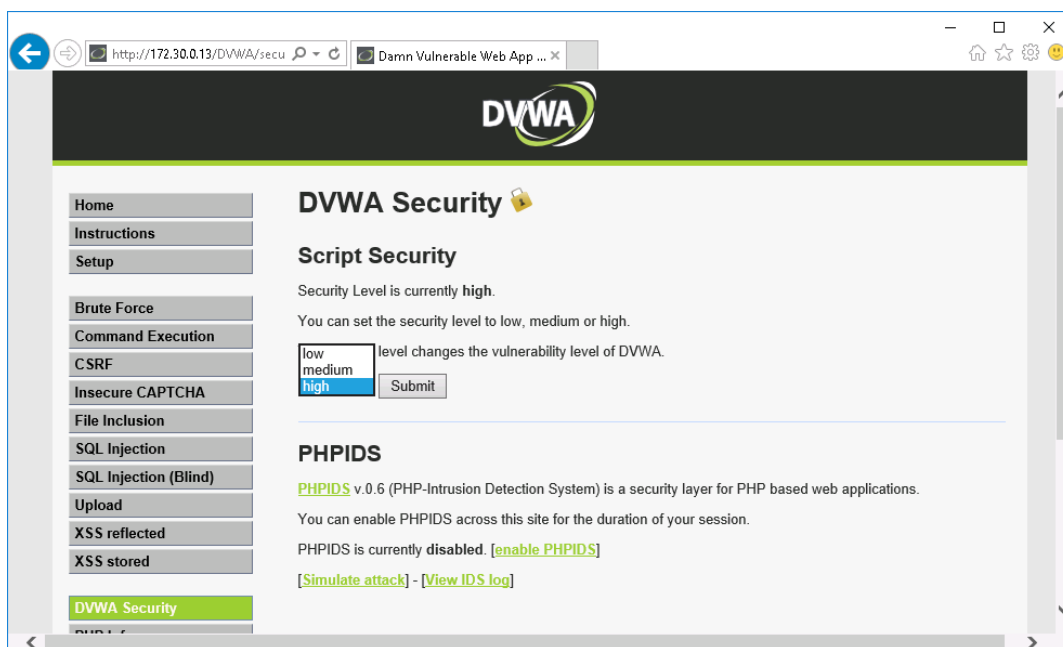 http://172.30.0.13/DVWA/secu
Damn Vulnerable Web App ...
DVWA
Home
Instructions
Setup
Brute Force
Command Execution
CSRF
Insecure CAPTCHA
File Inclusion
SQL Injection
SQL Injection (Blind)
Upload
XSS reflected
XSS stored
DVWA Security
DVWA Security
Script Security
Security Level is currently high.
You can set the security level to low, medium or high.
low
medium
high
level changes the vulnerability level of DVWA.
Submit
PHPIDS
PHPIDS v.0.6 (PHP-Intrusion Detection System) is a security layer for PHP based web applications.
You can enable PHPIDS across this site for the duration of your session.
PHPIDS is currently disabled. [enable PHPIDS]
[Simulate attack] - [View IDS log]